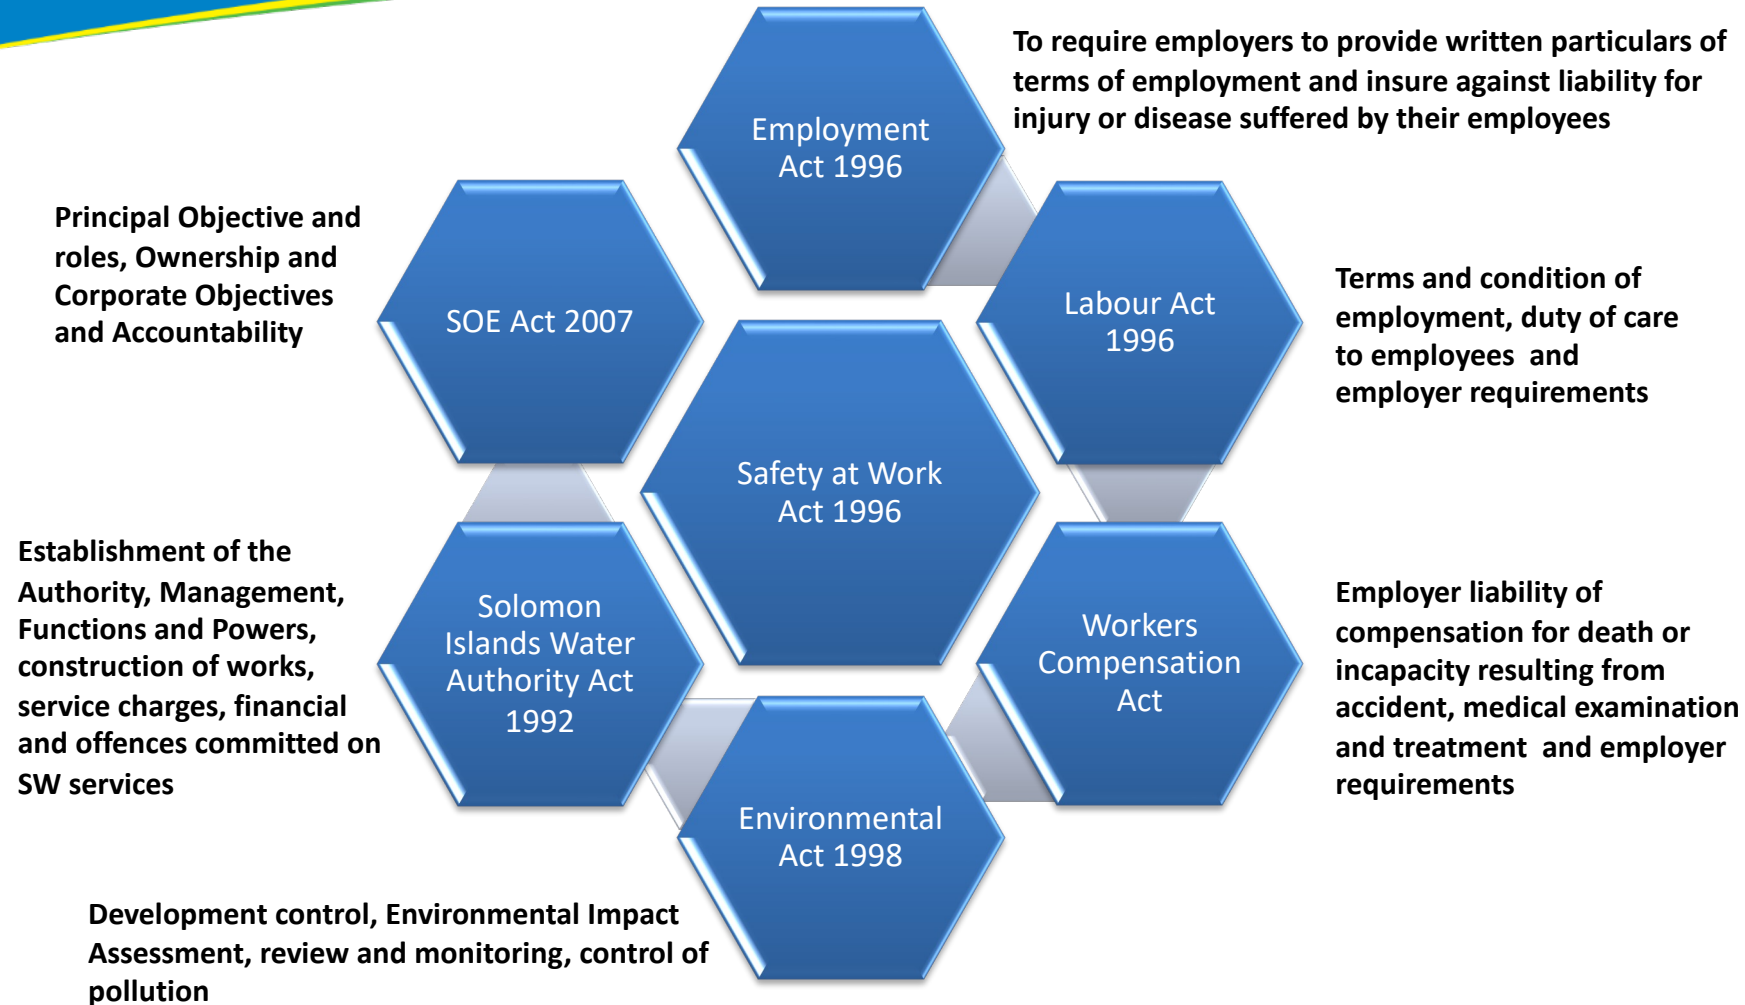 To require employers to provide written particulars of
terms of employment and insure against liability for
injury or disease suffered by their employees
Employment
Act 1996
Principal Objective and
roles, Ownership and
Corporate Objectives
and Accountability
SOE Act 2007
Labour Act
1996
Terms and condition of
employment, duty of care
to employees  and
employer requirements
Safety at Work
Act 1996
Establishment of the
Authority, Management,
Functions and Powers,
construction of works,
service charges, financial
and offences committed on
SW services
Solomon
Islands Water
Authority Act
1992
Workers
Compensation
Act
Employer liability of
compensation for death or
incapacity resulting from
accident, medical examination
and treatment  and employer
requirements
Environmental
Act 1998
Development control, Environmental Impact
Assessment, review and monitoring, control of
pollution